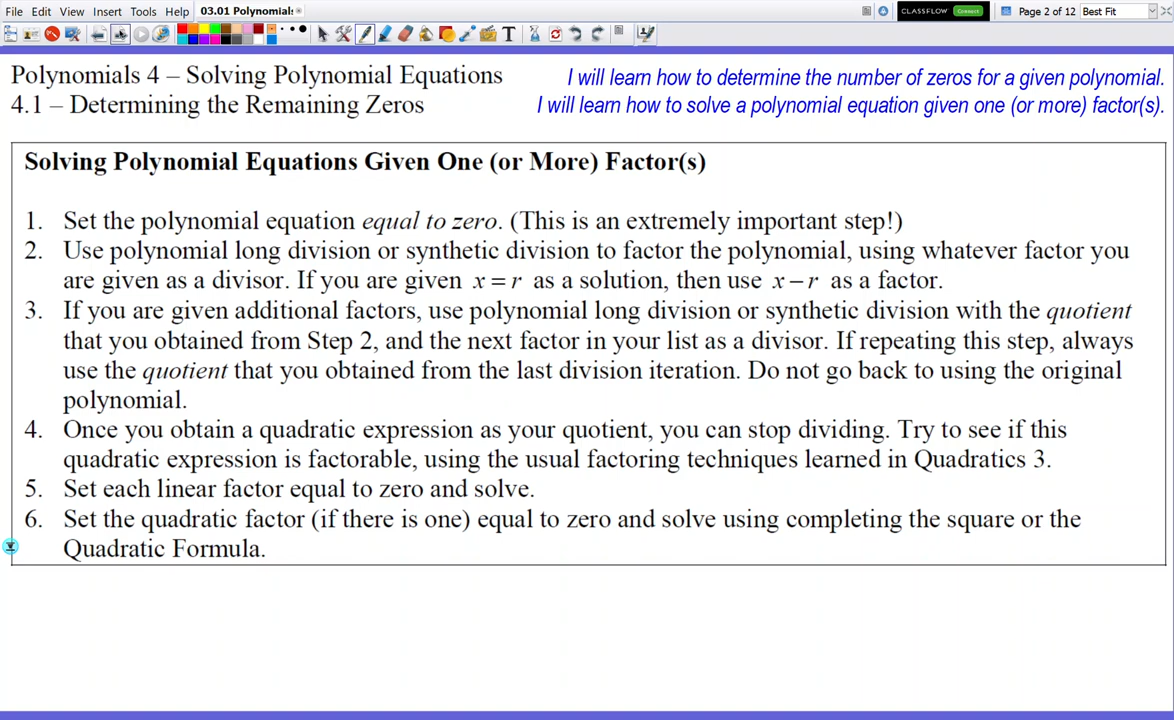 File Edit View Insert Tools Help 03.01 Polynomials CLASSFLOW Connect Page 2 of 12 Best Fit
Polynomials 4 – Solving Polynomial Equations
4.1 – Determining the Remaining Zeros
I will learn how to determine the number of zeros for a given polynomial.
I will learn how to solve a polynomial equation given one (or more) factor(s).
Solving Polynomial Equations Given One (or More) Factor(s)
1. Set the polynomial equation equal to zero. (This is an extremely important step!)
2. Use polynomial long division or synthetic division to factor the polynomial, using whatever factor you
are given as a divisor. If you are given x = r as a solution, then use x – r as a factor.
3. If you are given additional factors, use polynomial long division or synthetic division with the quotient
that you obtained from Step 2, and the next factor in your list as a divisor. If repeating this step, always
use the quotient that you obtained from the last division iteration. Do not go back to using the original
polynomial.
4. Once you obtain a quadratic expression as your quotient, you can stop dividing. Try to see if this
quadratic expression is factorable, using the usual factoring techniques learned in Quadratics 3.
5. Set each linear factor equal to zero and solve.
6. Set the quadratic factor (if there is one) equal to zero and solve using completing the square or the
Quadratic Formula.